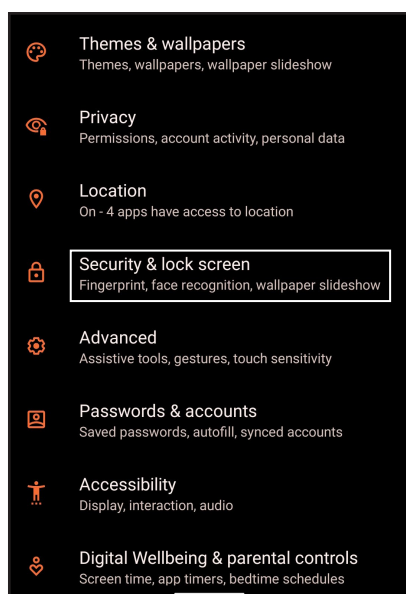 Themes & wallpapers
Themes, wallpapers, wallpaper slideshow
Privacy
Permissions, account activity, personal data
Location
On - 4 apps have access to location
Security & lock screen
Fingerprint, face recognition, wallpaper slideshow
Advanced
Assistive tools, gestures, touch sensitivity
Passwords & accounts
Saved passwords, autofill, synced accounts
Accessibility
Display, interaction, audio
Digital Wellbeing & parental controls
Screen time, app timers, bedtime schedules